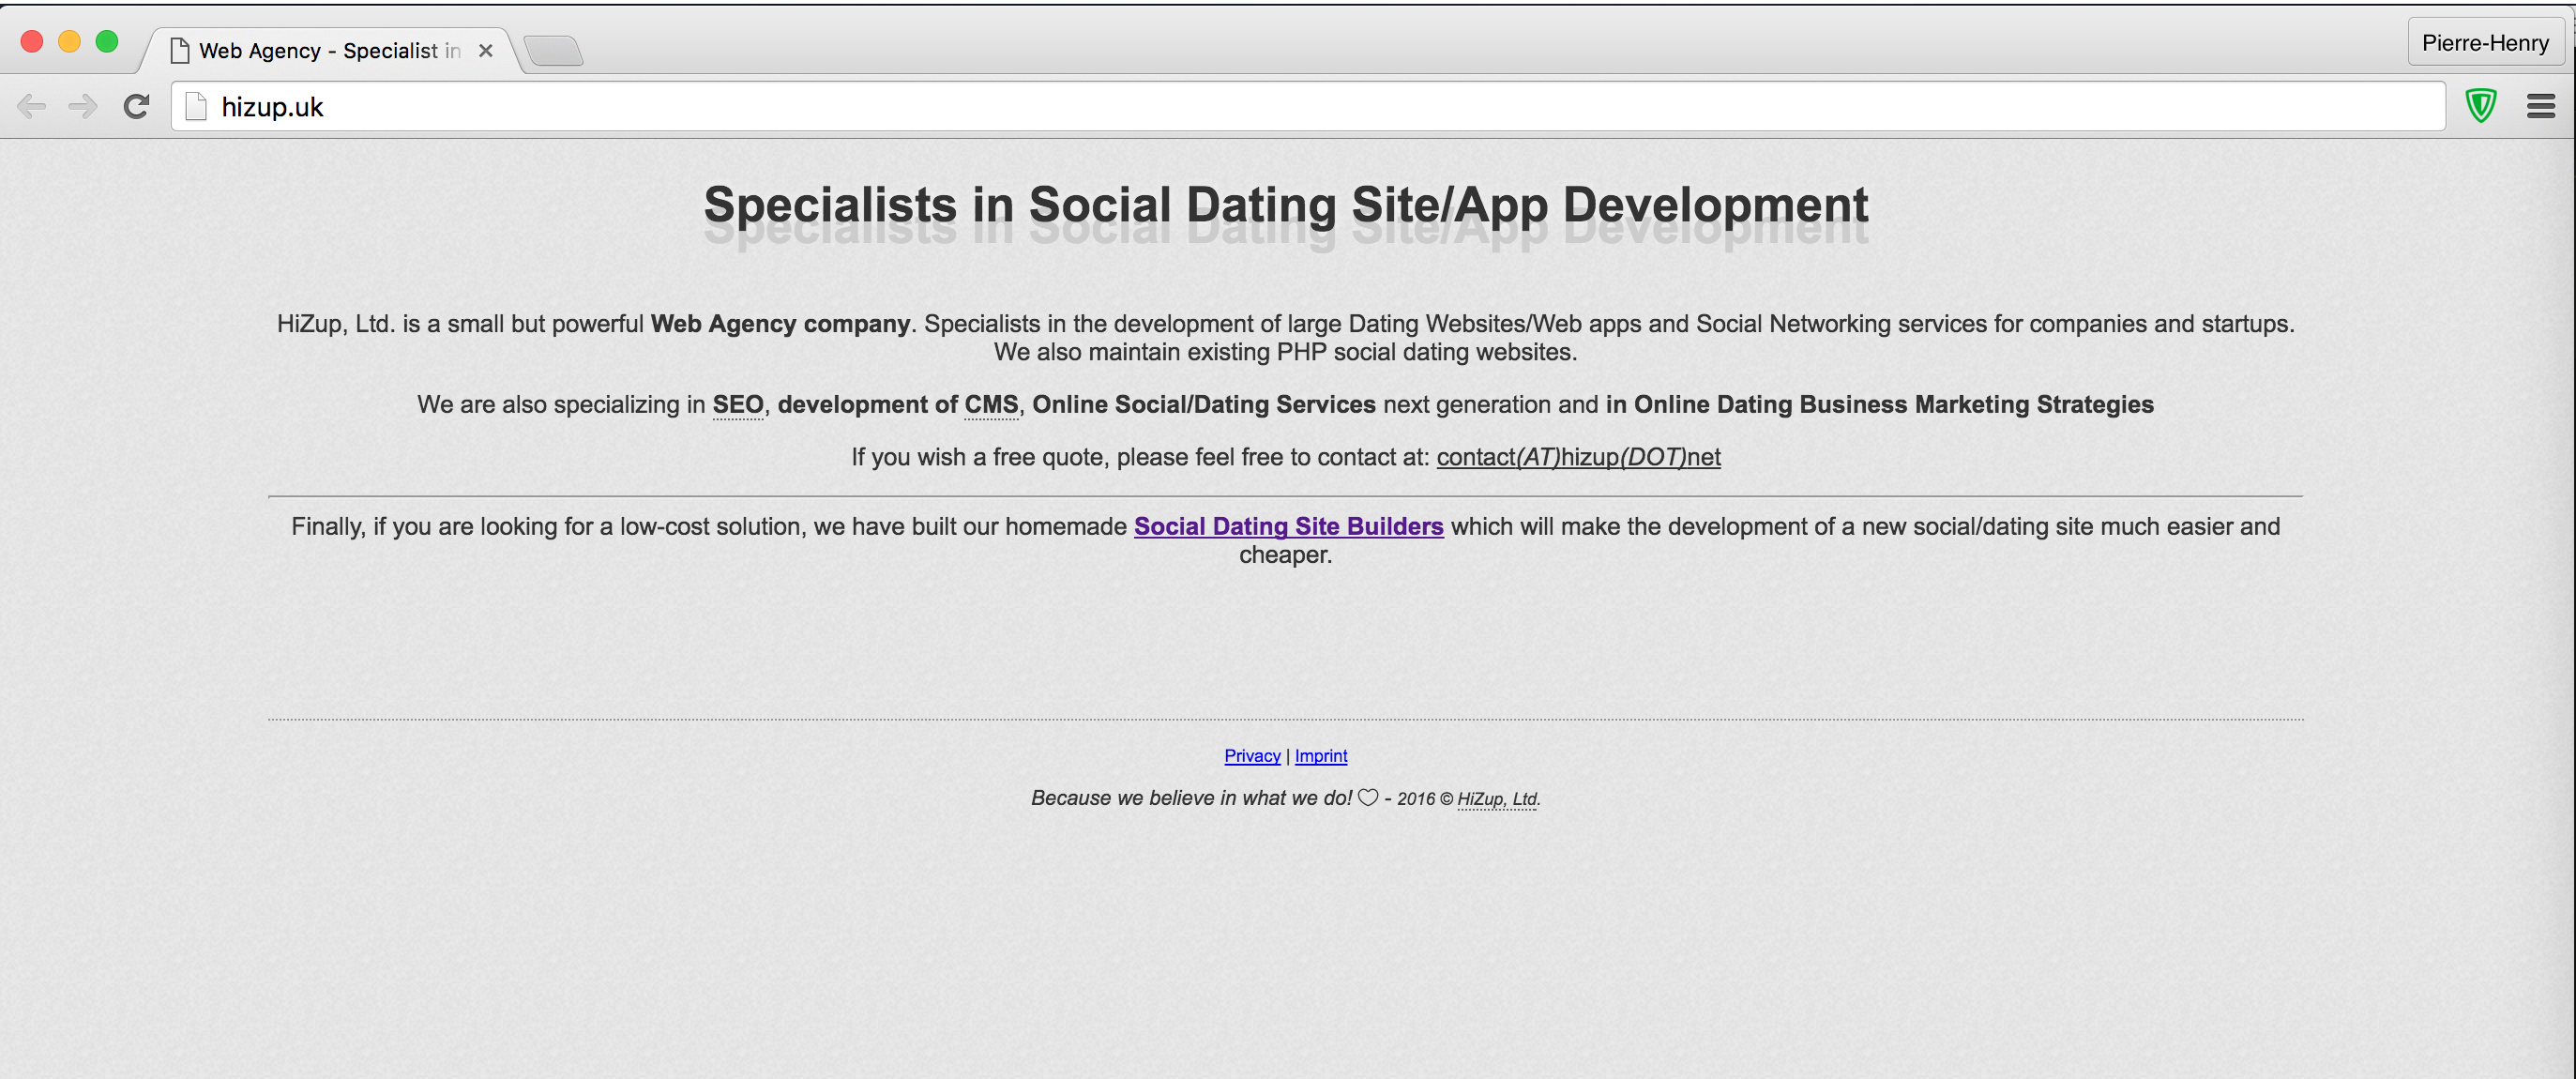 Web Agency - Specialist in
Pierre-Henry
hizup.uk
Specialists in Social Dating Site/App Development
HiZup, Ltd. is a small but powerful Web Agency company. Specialists in the development of large Dating Websites/Web apps and Social Networking services for companies and startups.
We also maintain existing PHP social dating websites.
We are also specializing in SEO, development of CMS, Online Social/Dating Services next generation and in Online Dating Business Marketing Strategies
If you wish a free quote, please feel free to contact at: contact(AT)hizup(DOT)net
Finally, if you are looking for a low-cost solution, we have built our homemade Social Dating Site Builders which will make the development of a new social/dating site much easier and
cheaper.
Privacy | Imprint
Because we believe in what we do! ♡ - 2016 © HiZup, Ltd.